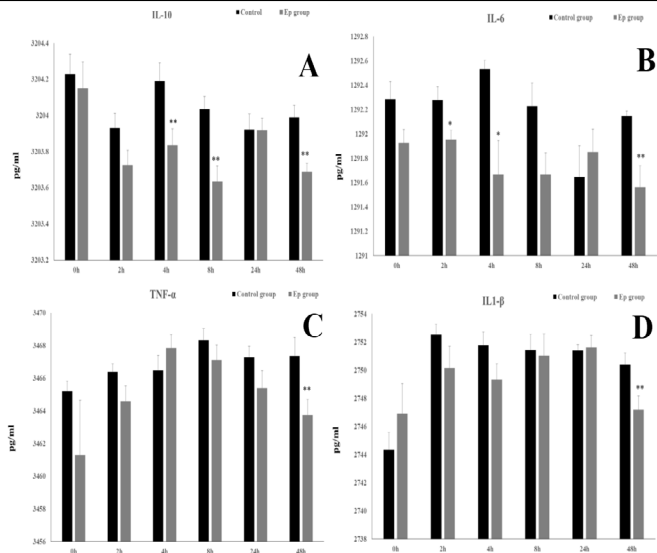 IL-10
Control
Ep group
A
3204.4
3204.2
3204
3203.8
3203.6
3203.4
3203.2
pg/ml
**
**
**
0h 2h 4h 8h 24h 48h
IL-6
Control group
Ep group
B
1292.8
1292.6
1292.4
1292.2
1292
1291.8
1291.6
1291.4
1291.2
1291
pg/ml
*
*
**
0h 2h 4h 8h 24h 48h
TNF-α
Control group
Ep group
C
3470
3468
3466
3464
3462
3460
3458
3456
pg/ml
**
0h 2h 4h 8h 24h 48h
IL1-β
Control group
Ep group
D
2754
2752
2750
2748
2746
2744
2742
2740
2738
pg/ml
**
0h 2h 4h 8h 24h 48h